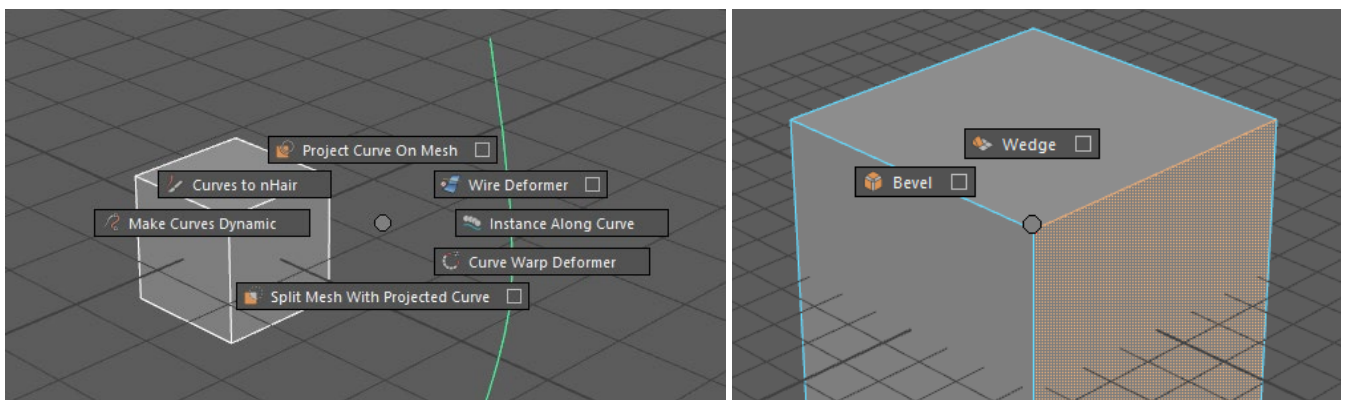 Project Curve On Mesh
Curves to nHair
Wire Deformer
Make Curves Dynamic
Instance Along Curve
Curve Warp Deformer
Split Mesh With Projected Curve
Wedge
Bevel